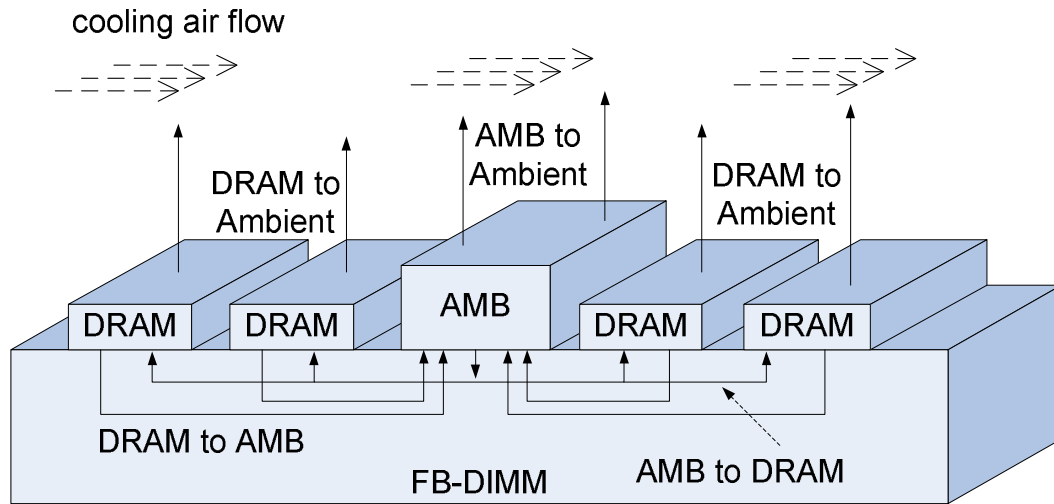 cooling air flow
DRAM to
Ambient
AMB to
Ambient
DRAM to
Ambient
DRAM
DRAM
AMB
DRAM
DRAM
DRAM to AMB
AMB to DRAM
FB-DIMM